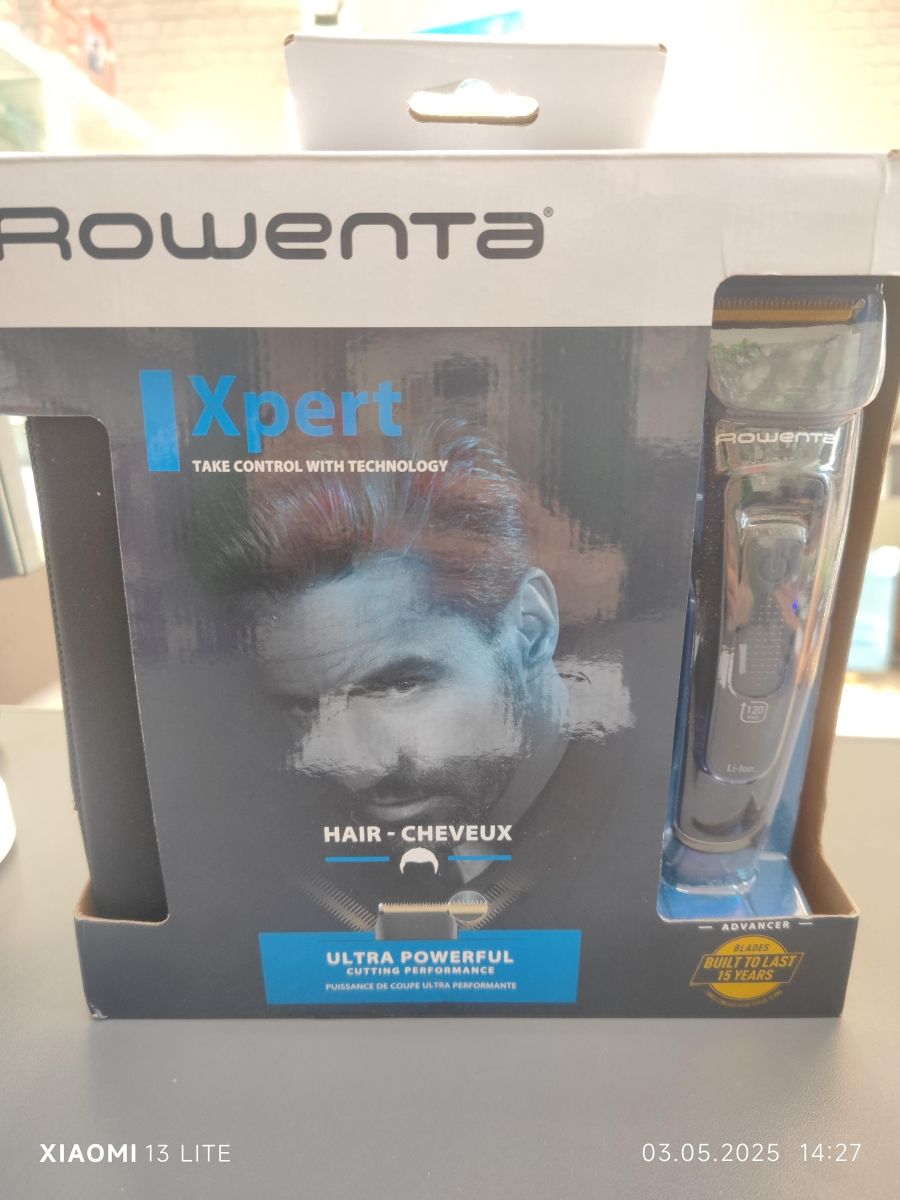 Rowenta®
Xpert
TAKE CONTROL WITH TECHNOLOGY
Rowenta
120
Li-Ion
HAIR - CHEVEUX
ULTRA POWERFUL
CUTTING PERFORMANCE
PUISSANCE DE COUPE ULTRA PERFORMANTE
ADVANCER
BLADES
BUILT TO LAST
15 YEARS
XIAOMI 13 LITE
03.05.2025 14:27